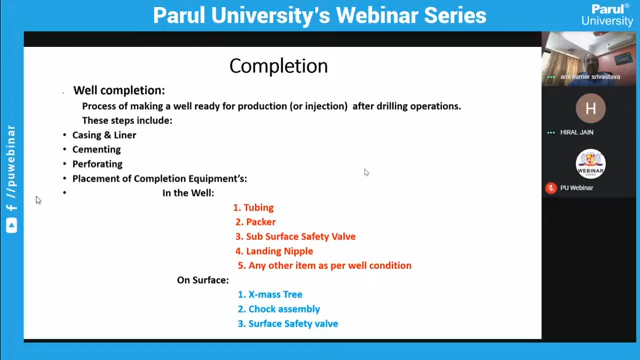 Parul University's Webinar Series
Parul®
University
Completion
Well completion:
Process of making a well ready for production (or injection) after drilling operations.
These steps include:
• Casing & Liner
• Cementing
• Perforating
• Placement of Completion Equipment's:
• In the Well:
1. Tubing
2. Packer
3. Sub Surface Safety Valve
4. Landing Nipple
5. Any other item as per well condition
On Surface:
1. X-mass Tree
2. Chock assembly
3. Surface Safety valve
anil kumar srivastava
H
HIRAL JAIN
WEBINAR
PU Webinar
f //puwebinar